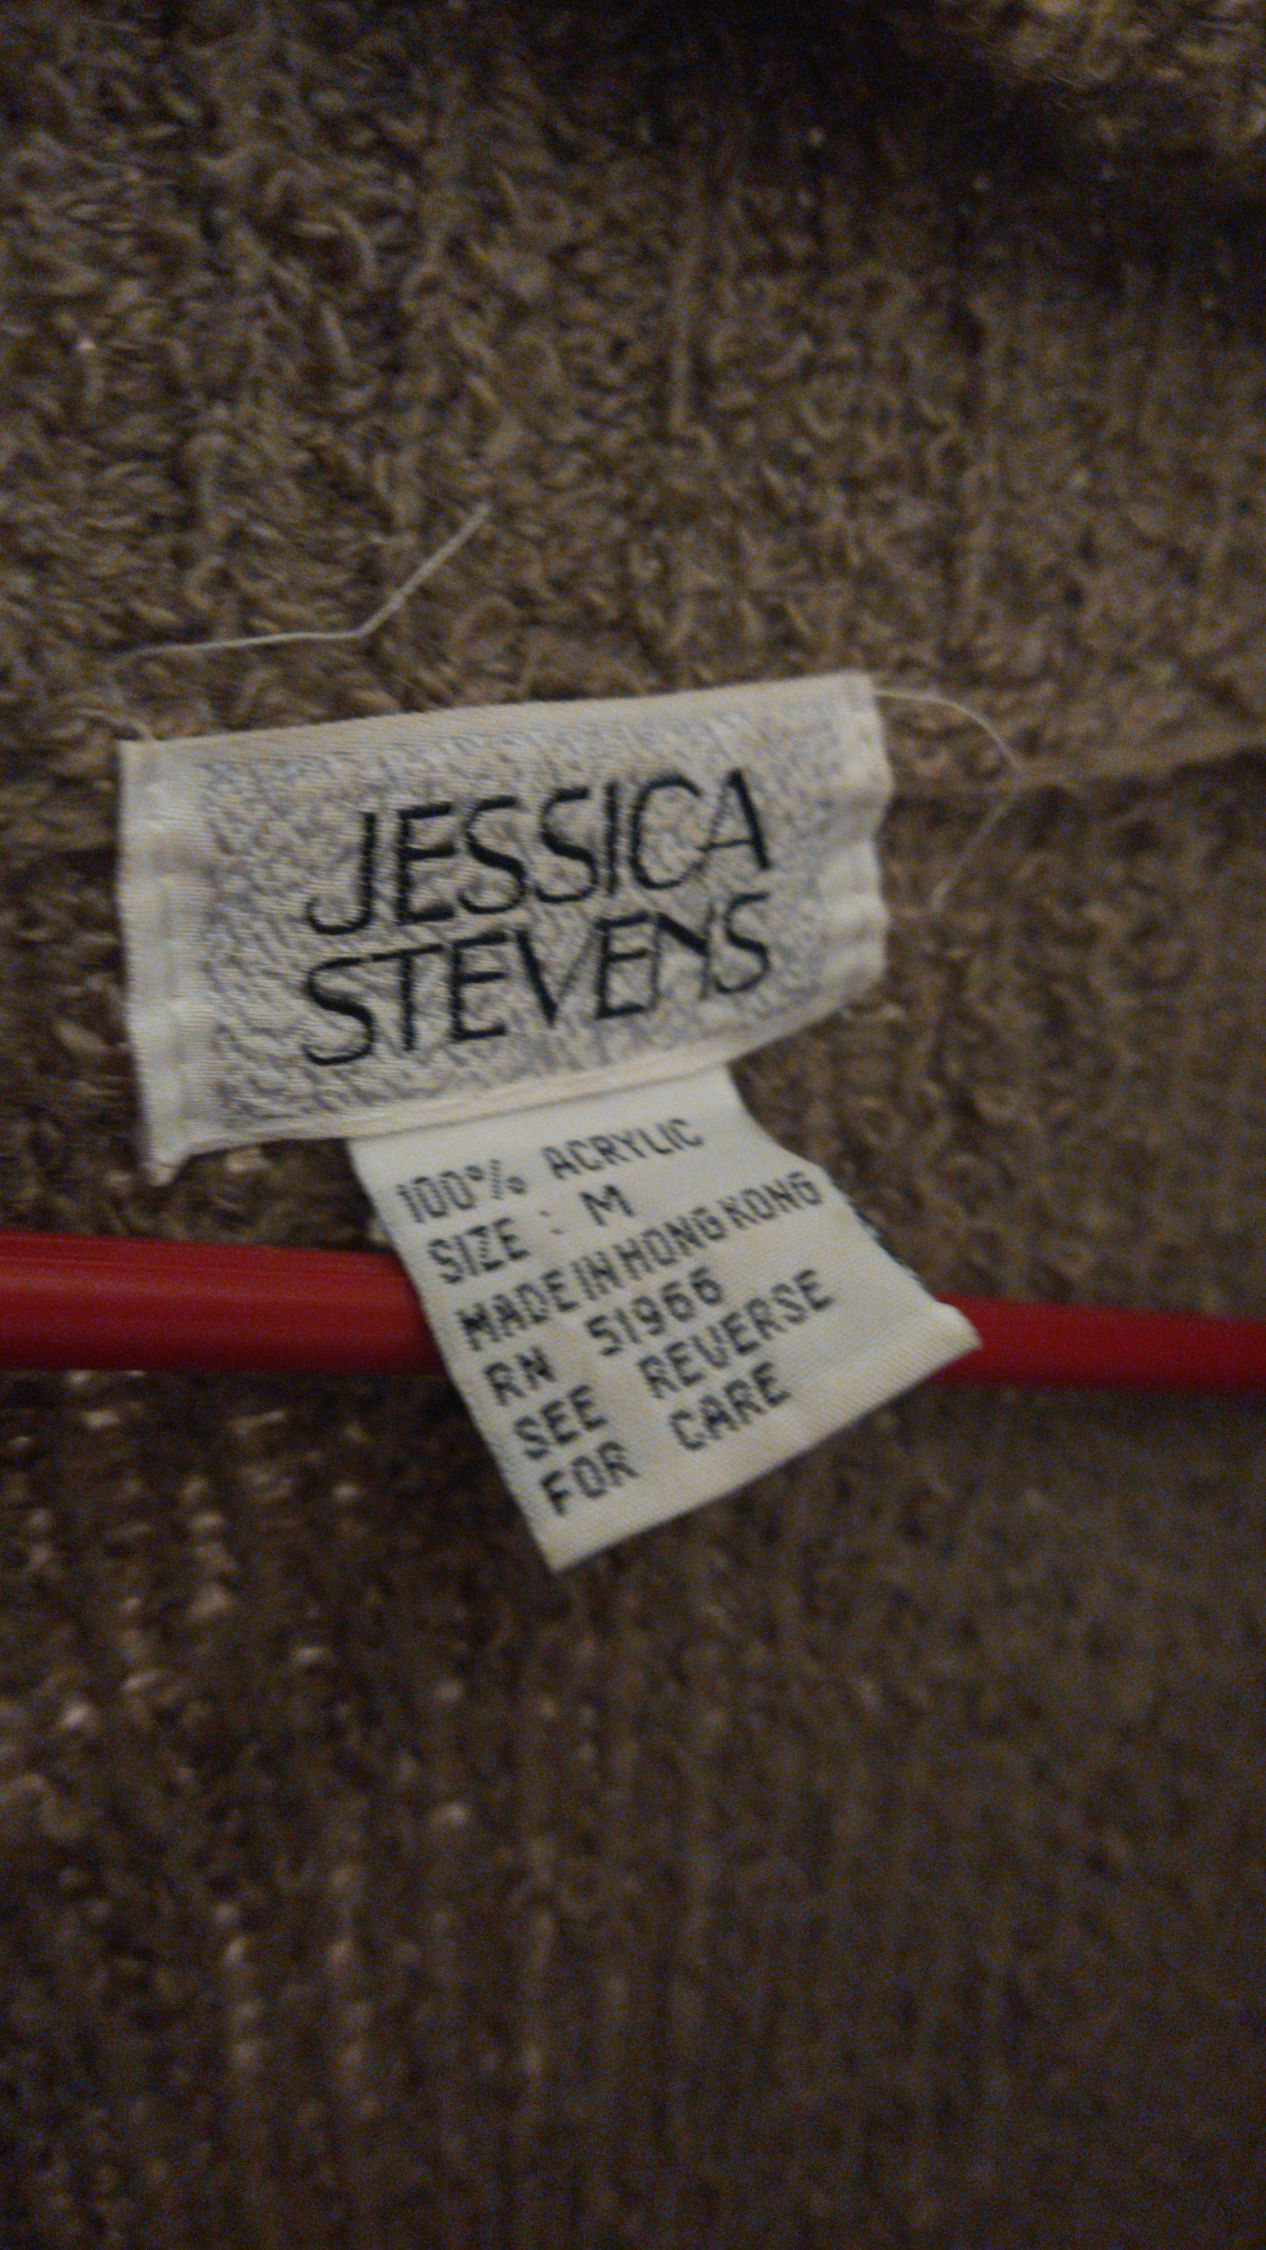 JESSICA
STEVENS
100% ACRYLIC
SIZE : M
MADE IN HONG KONG
RN 51966
SEE REVERSE
FOR CARE